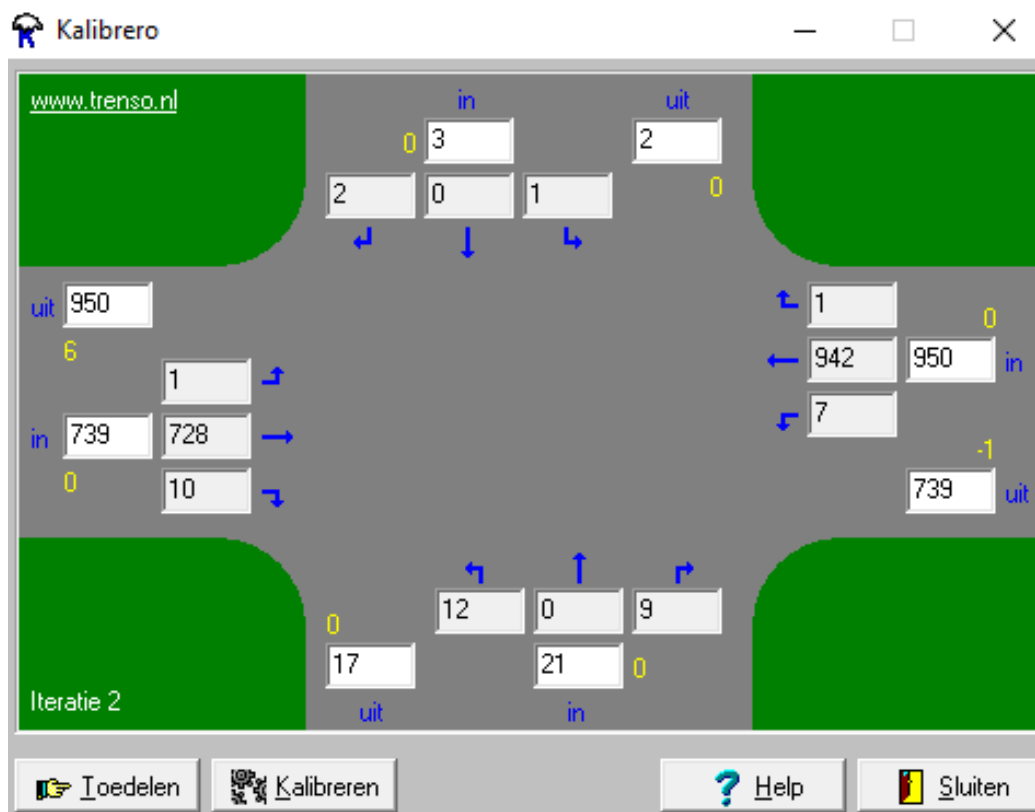 Kalibrero
www.trenso.nl
in uit
0 3 2
2 0 1 0
uit 950 1 0
6 942 950 in
1 7
in 739 728 -1
0 10 739 uit
12 0 9
0
17 21 0
Iteratie 2
uit in
Toedelen Kalibreren Help Sluiten